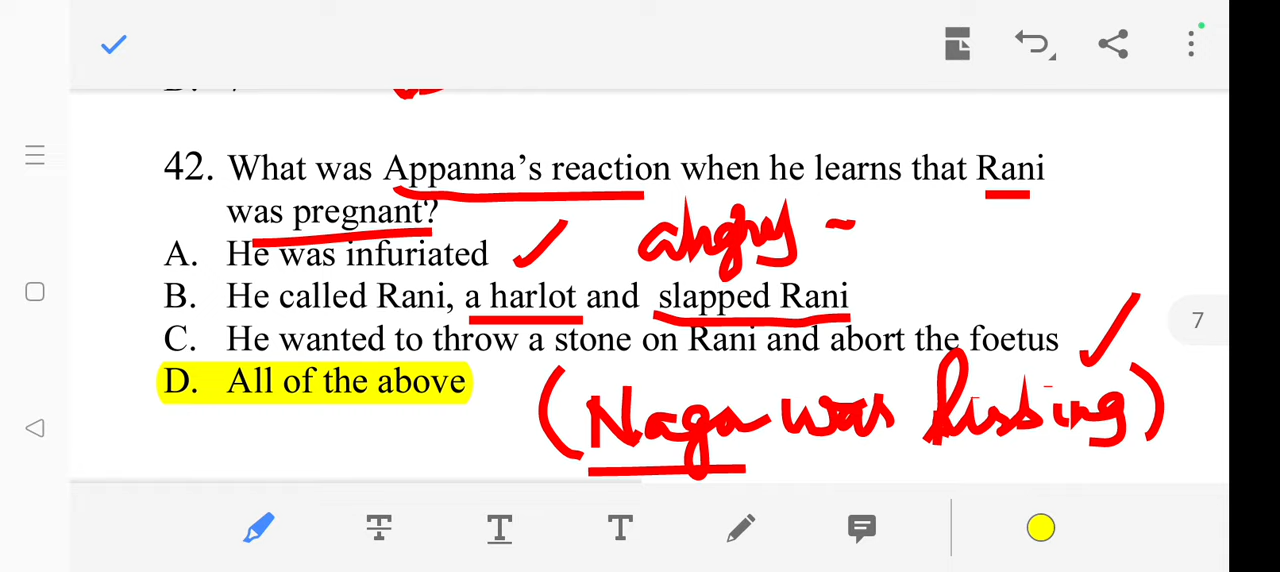 42. What was Appanna's reaction when he learns that Rani
was pregnant?
A. He was infuriated
angry -
B. He called Rani, a harlot and slapped Rani
C. He wanted to throw a stone on Rani and abort the foetus
D. All of the above
(Naga was hissing)
7
T T T